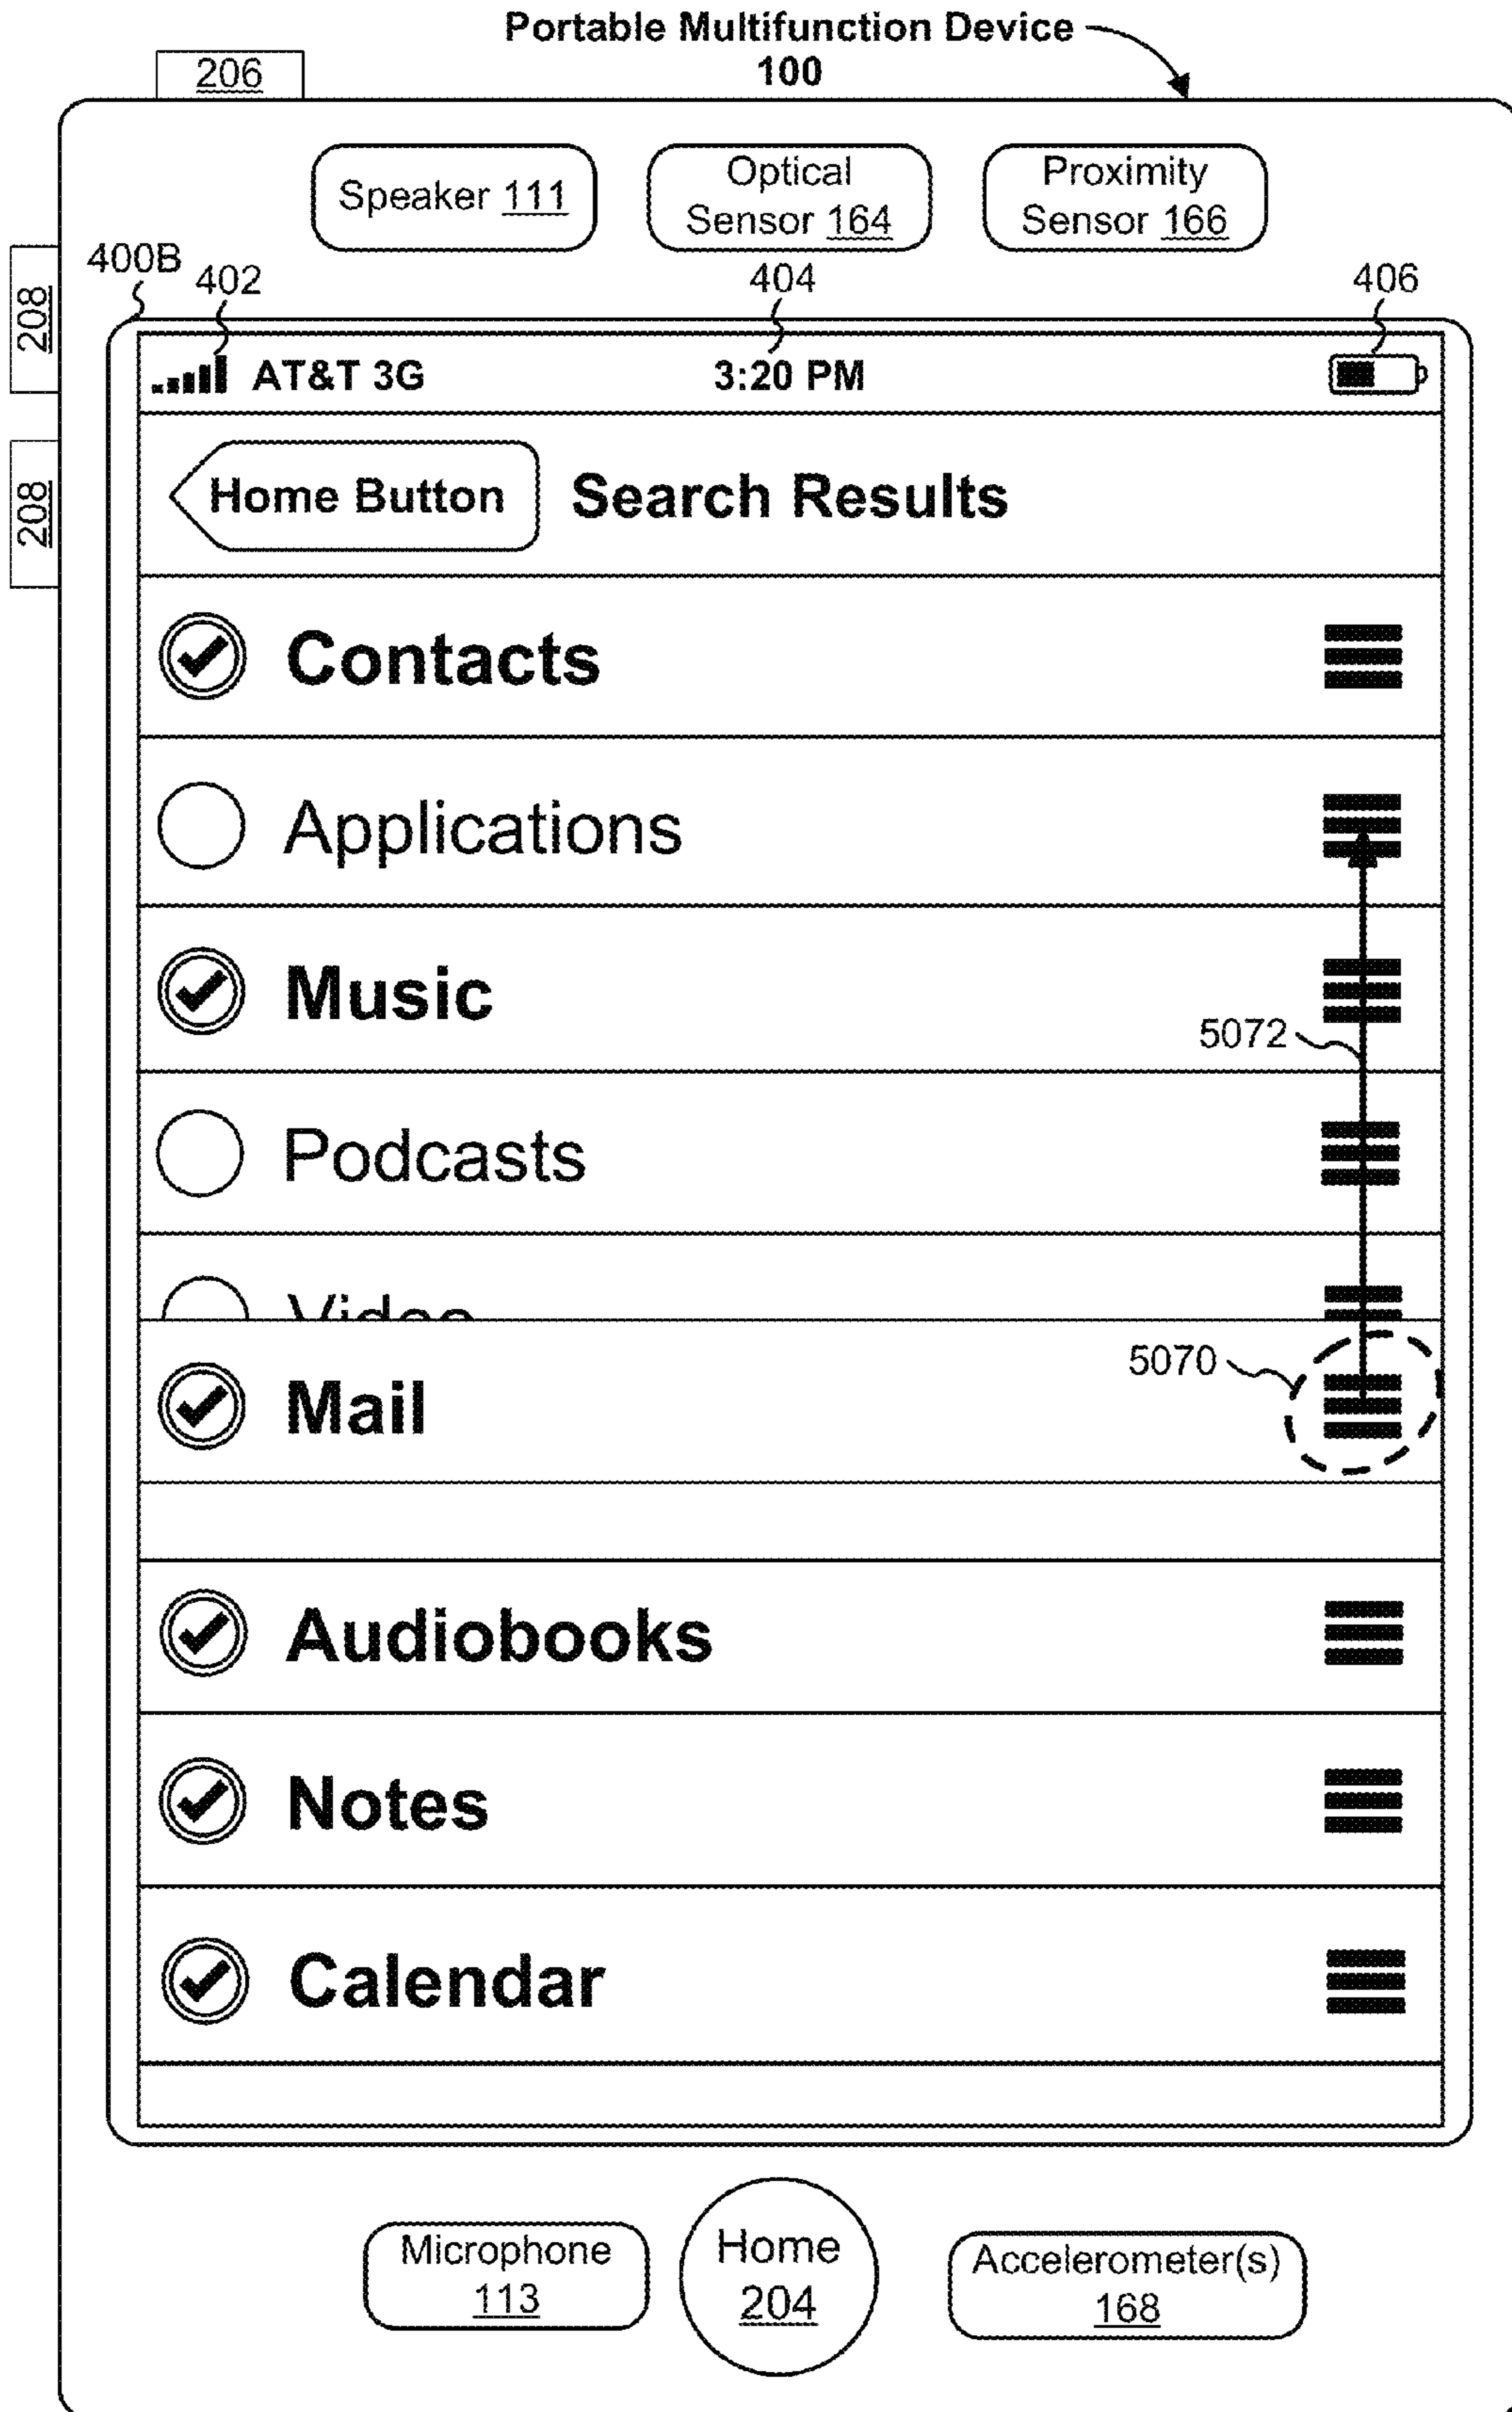 Portable Multifunction Device
100
206
Speaker 111
Optical
Sensor 164
Proximity
Sensor 166
208
208
400B
402
404
406
AT&T 3G
3:20 PM
Home Button
Search Results
Contacts
Applications
Music
5072
Podcasts
Video
5070
Mail
Audiobooks
Notes
Calendar
Microphone
113
Home
204
Accelerometer(s)
168